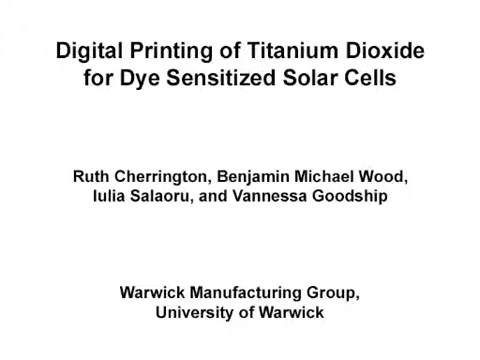 Digital Printing of Titanium Dioxide
for Dye Sensitized Solar Cells
Ruth Cherrington, Benjamin Michael Wood,
Iulia Salaoru, and Vannessa Goodship
Warwick Manufacturing Group,
University of Warwick